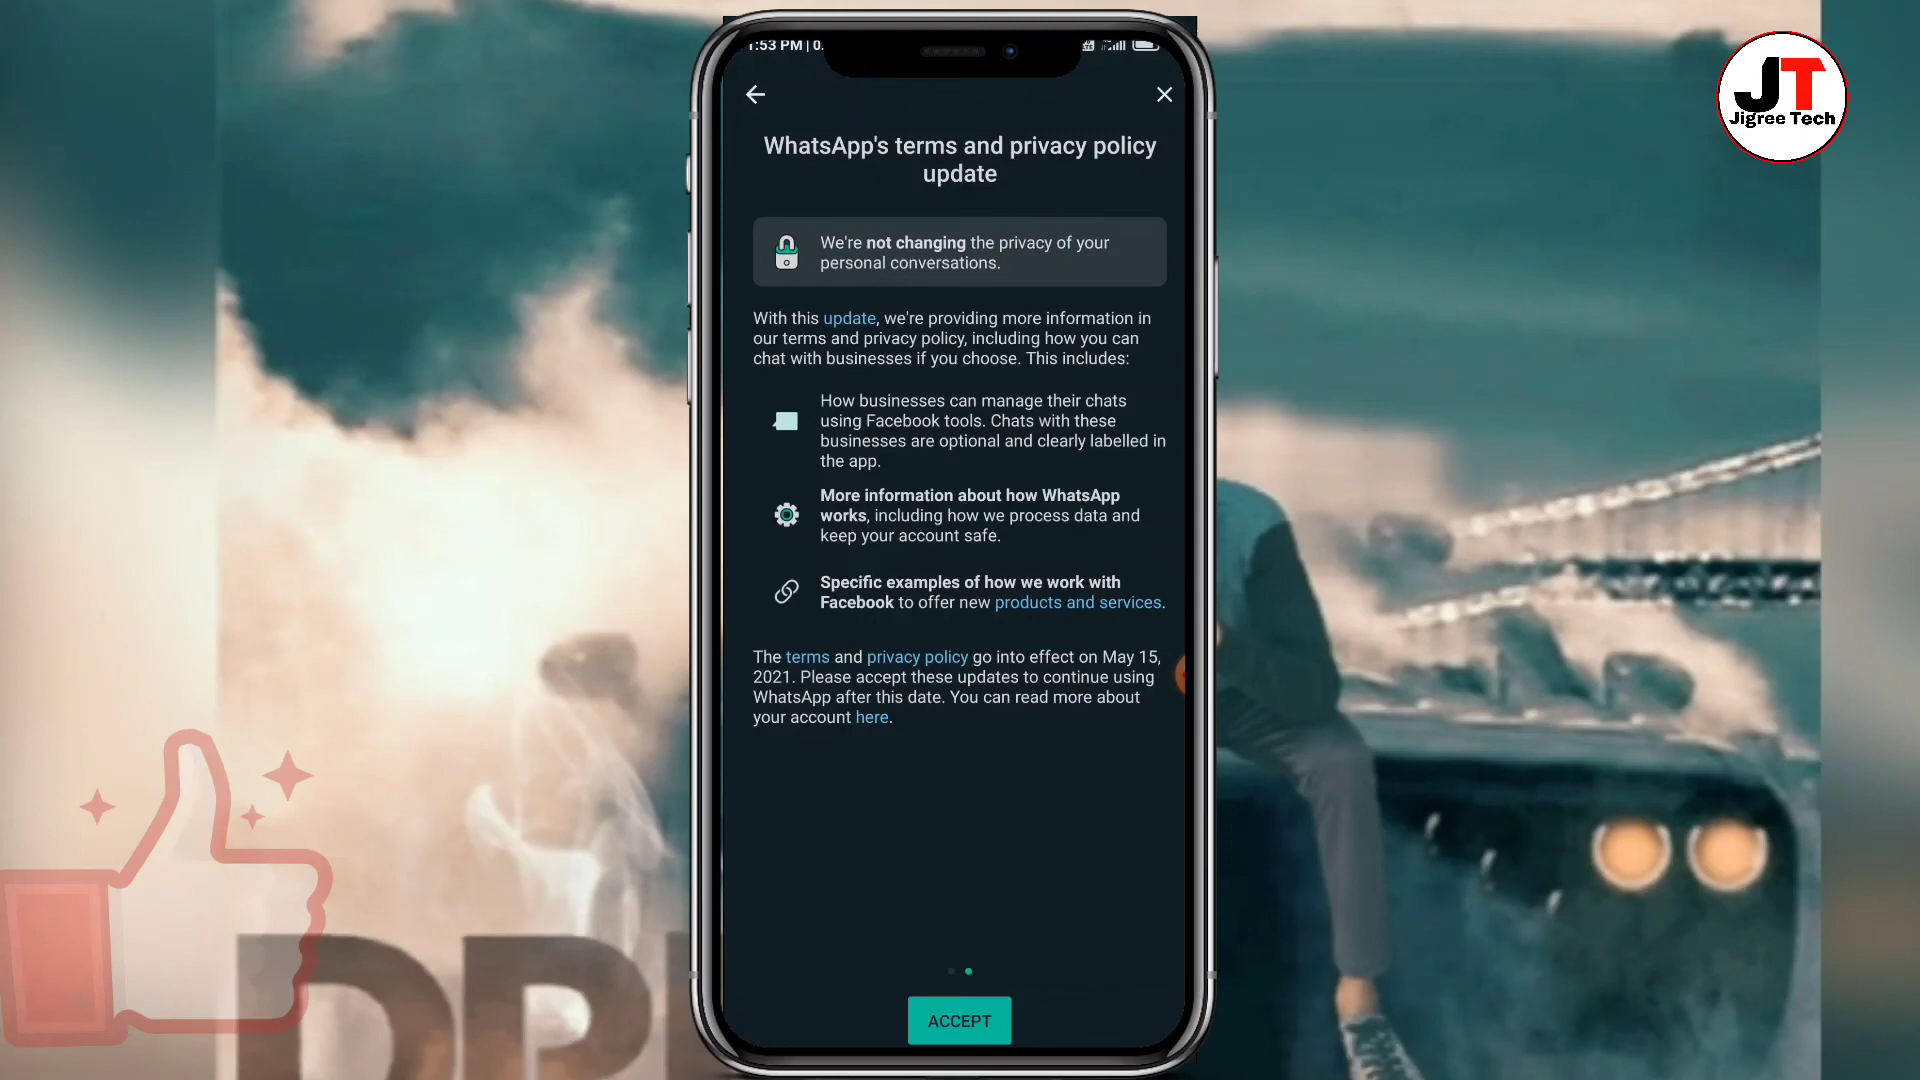 1:53 PM | 0.
WhatsApp's terms and privacy policy
update
We're not changing the privacy of your
personal conversations.
With this update, we're providing more information in
our terms and privacy policy, including how you can
chat with businesses if you choose. This includes:
How businesses can manage their chats
using Facebook tools. Chats with these
businesses are optional and clearly labelled in
the app.
More information about how WhatsApp
works, including how we process data and
keep your account safe.
Specific examples of how we work with
Facebook to offer new products and services.
The terms and privacy policy go into effect on May 15,
2021. Please accept these updates to continue using
WhatsApp after this date. You can read more about
your account here.
ACCEPT
JT
Jigree Tech